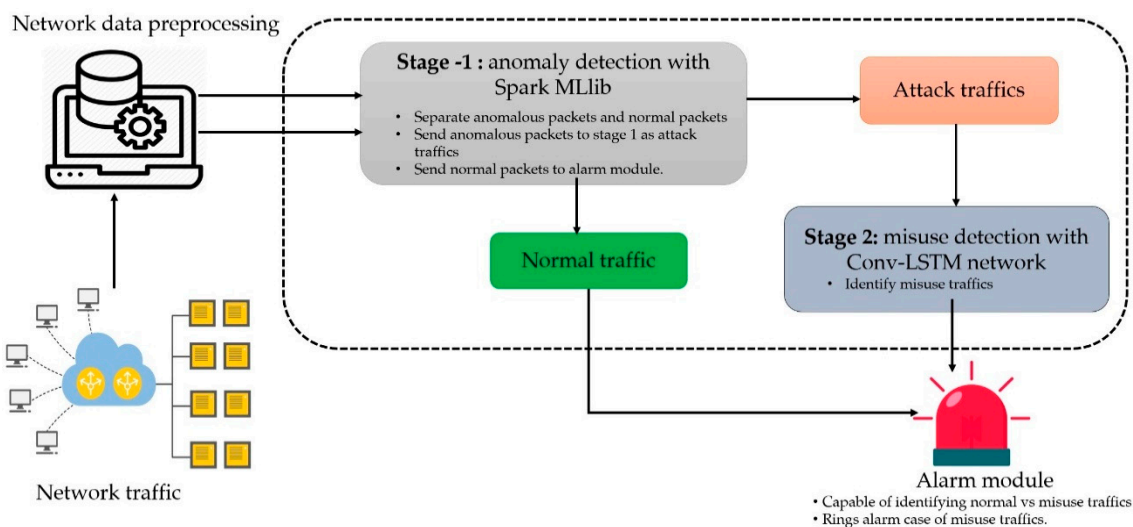 Network data preprocessing
Stage -1 : anomaly detection with
Spark MLlib
• Separate anomalous packets and normal packets
• Send anomalous packets to stage 1 as attack
traffics
• Send normal packets to alarm module.
Attack traffics
Normal traffic
Stage 2: misuse detection with
Conv-LSTM network
• Identify misuse traffics
Network traffic
Alarm module
• Capable of identifying normal vs misuse traffics
• Rings alarm case of misuse traffics.